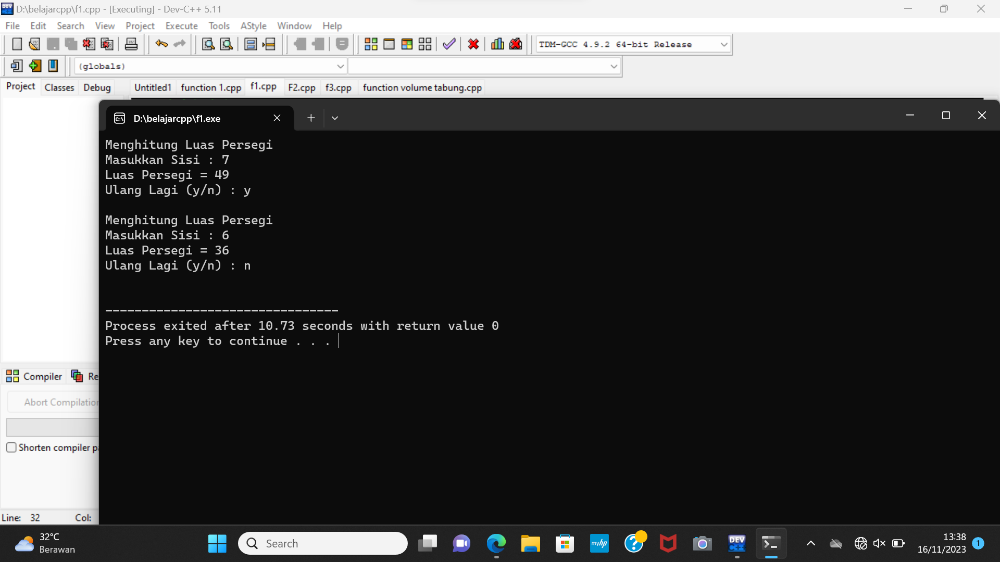 D:\belajarcpp\f1.cpp - [Executing] - Dev-C++ 5.11
File Edit Search View Project Execute Tools AStyle Window Help
TDM-GCC 4.9.2 64-bit Release
(globals)
Project Classes Debug Untitled1 function 1.cpp f1.cpp F2.cpp f3.cpp function volume tabung.cpp
D:\belajarcpp\f1.exe
Menghitung Luas Persegi
Masukkan Sisi : 7
Luas Persegi = 49
Ulang Lagi (y/n) : y
Menghitung Luas Persegi
Masukkan Sisi : 6
Luas Persegi = 36
Ulang Lagi (y/n) : n
--------------------------------
Process exited after 10.73 seconds with return value 0
Press any key to continue . . .
Compiler Re
Abort Compilation
Shorten compiler pa
Line: 32 Col:
32°C
Berawan
Search
myhp
DEV
C++
13:38
16/11/2023
1